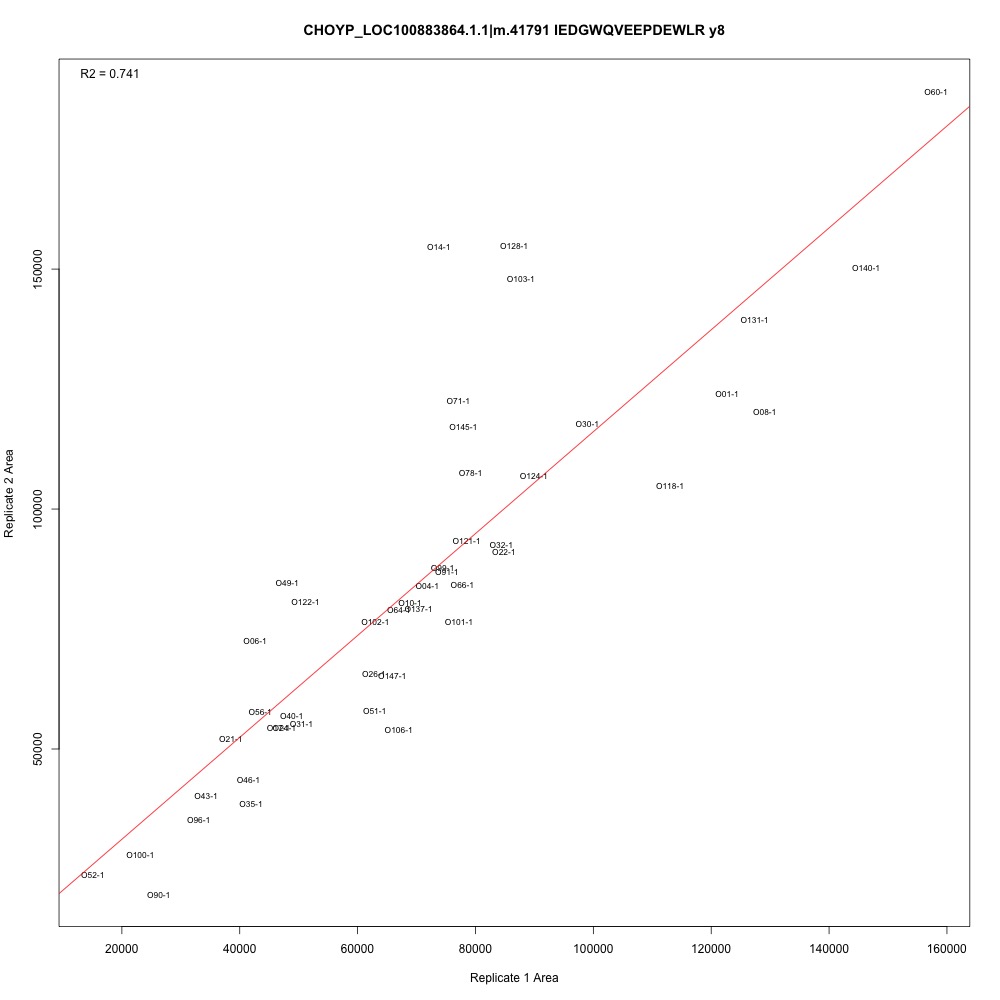 CHOYP_LOC100883864.1.1|m.41791 IEDGWQVEEPDEWLR y8
R2 = 0.741
O60-1
O14-1
O128-1
O140-1
O103-1
O131-1
O01-1
O71-1
O08-1
O30-1
O145-1
O78-1
O124-1
O118-1
O121-1
O32-1
O22-1
O91-1
O49-1
O04-1
O66-1
O122-1
O10-1
O64-1
O137-1
O102-1
O101-1
O06-1
O26-1
O147-1
O51-1
O56-1
O40-1
O31-1
O106-1
O21-1
O46-1
O43-1
O35-1
O96-1
O100-1
O52-1
O90-1
150000
100000
50000
Replicate 2 Area
20000
40000
60000
80000
100000
120000
140000
160000
Replicate 1 Area